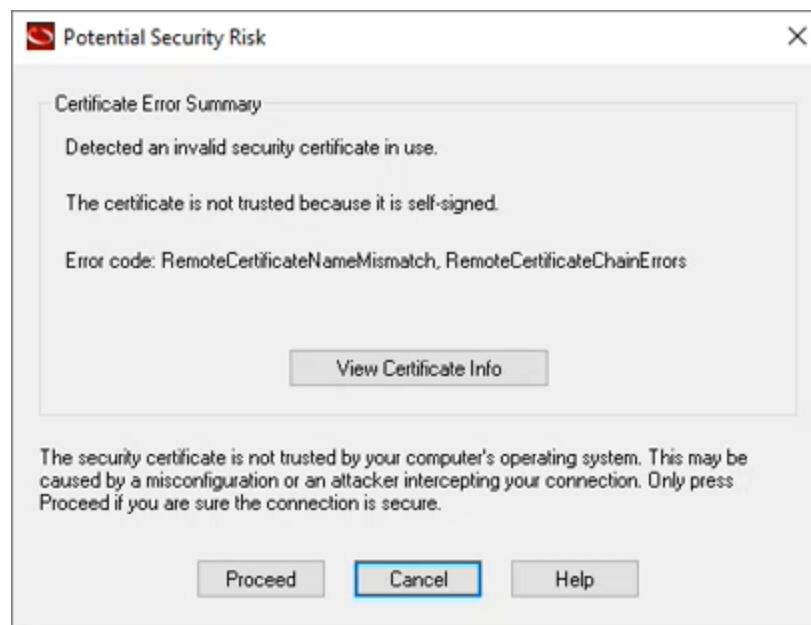 Potential Security Risk
Certificate Error Summary
Detected an invalid security certificate in use.
The certificate is not trusted because it is self-signed.
Error code: RemoteCertificateNameMismatch, RemoteCertificateChainErrors
View Certificate Info
The security certificate is not trusted by your computer's operating system. This may be
caused by a misconfiguration or an attacker intercepting your connection. Only press
Proceed if you are sure the connection is secure.
Proceed Cancel Help